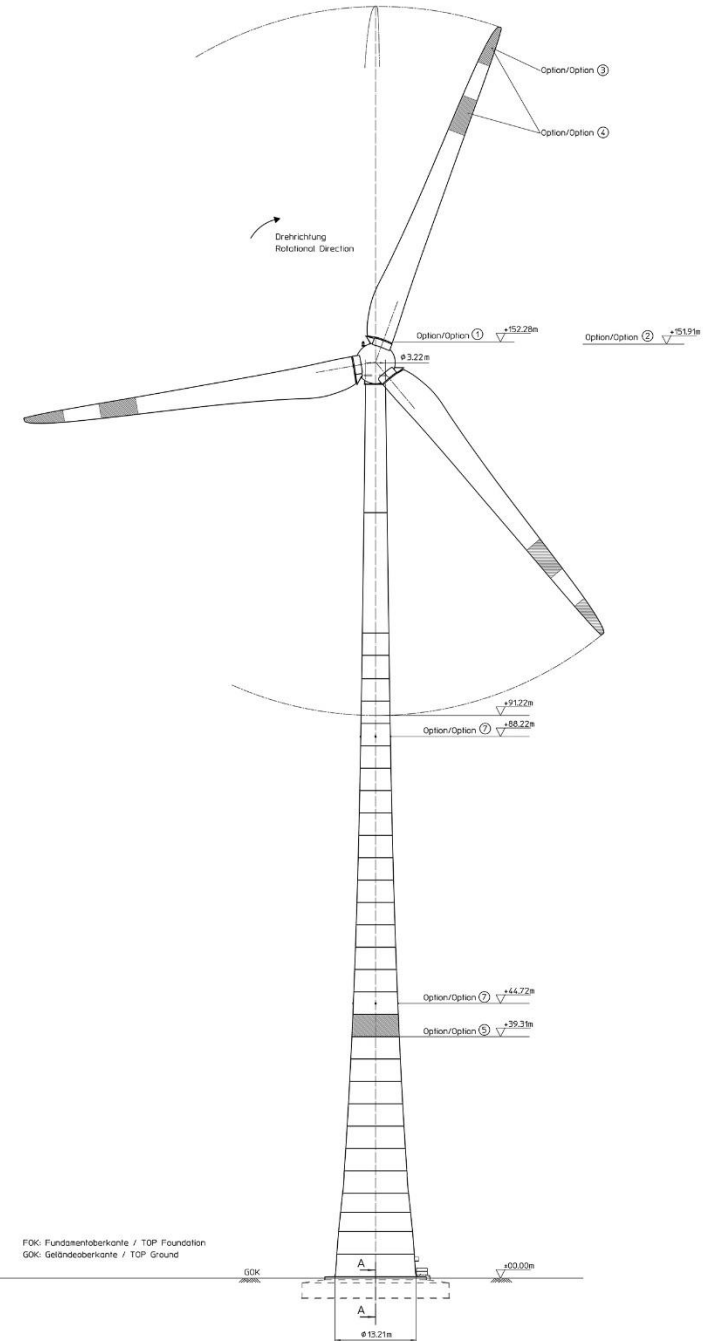 Option/Option ③
Option/Option ④
Drehrichtung
Rotational Direction
Option/Option ① +152.28m
Option/Option ② +151.91m
ø 3.22 m
+91.22m
Option/Option ⑦ +88.22m
Option/Option ⑦ +44.72m
Option/Option ⑤ +39.31m
FOK: Fundamentoberkante / TOP Foundation
GOK: Geländeoberkante / TOP Ground
GOK
A
±00.00m
A
ø 13.21 m